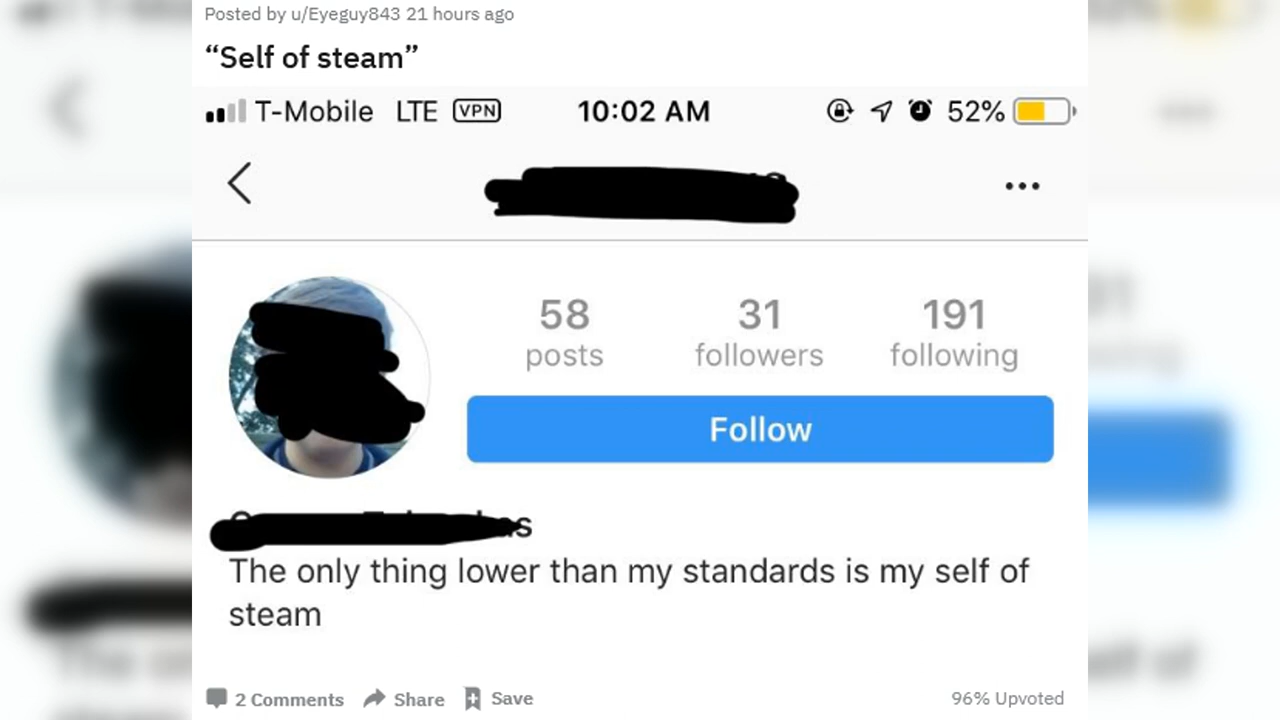 Posted by u/Eyeguy843 21 hours ago
“Self of steam”
T-Mobile LTE VPN 10:02 AM 52%
58 31 191
posts followers following
Follow
The only thing lower than my standards is my self of
steam
2 Comments Share Save 96% Upvoted